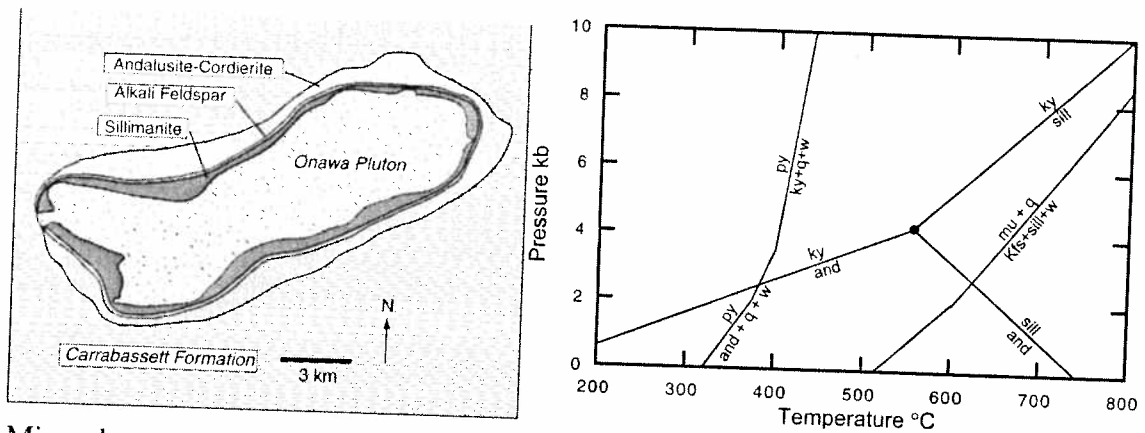 Andalusite-Cordierite
Alkali Feldspar
Sillimanite
Onawa Pluton
N
Carrabassett Formation
3 km
Pressure kb
10
8
6
4
2
0
py
ky+q+w
ky
sill
ky
and
py
and + q + w
mu + q
Kfs+sill+w
sill
and
200
300
400
500
600
700
800
Temperature °C